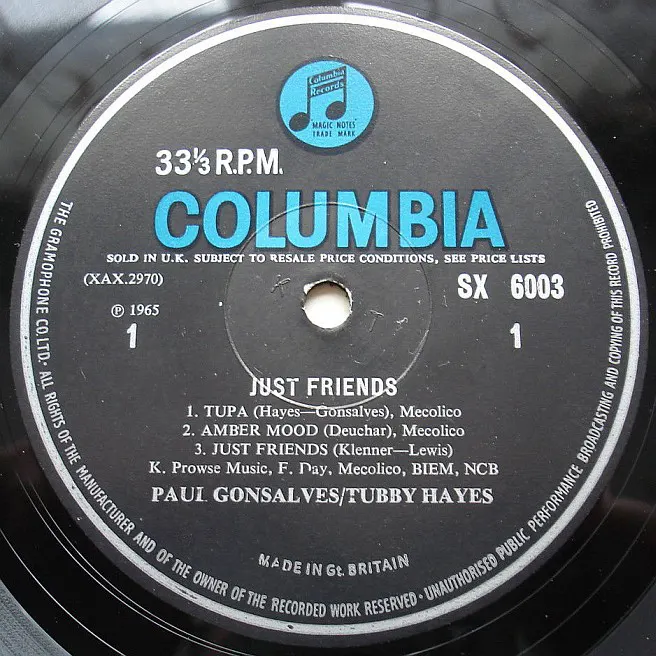 Columbia
Records
"MAGIC NOTES"
TRADE MARK
33⅓ R.P.M.
COLUMBIA
SOLD IN U.K. SUBJECT TO RESALE PRICE CONDITIONS, SEE PRICE LISTS
(XAX.2970)
SX 6003
℗ 1965
1
1
JUST FRIENDS
1. TUPA (Hayes—Gonsalves), Mecolico
2. AMBER MOOD (Deuchar), Mecolico
3. JUST FRIENDS (Klenner—Lewis)
K. Prowse Music, F. Day, Mecolico, BIEM, NCB
PAUL GONSALVES/TUBBY HAYES
MADE IN Gt. BRITAIN
THE GRAMOPHONE CO. LTD. · ALL RIGHTS OF THE MANUFACTURER AND OF THE OWNER OF THE RECORDED WORK RESERVED · UNAUTHORISED PUBLIC PERFORMANCE BROADCASTING AND COPYING OF THIS RECORD PROHIBITED